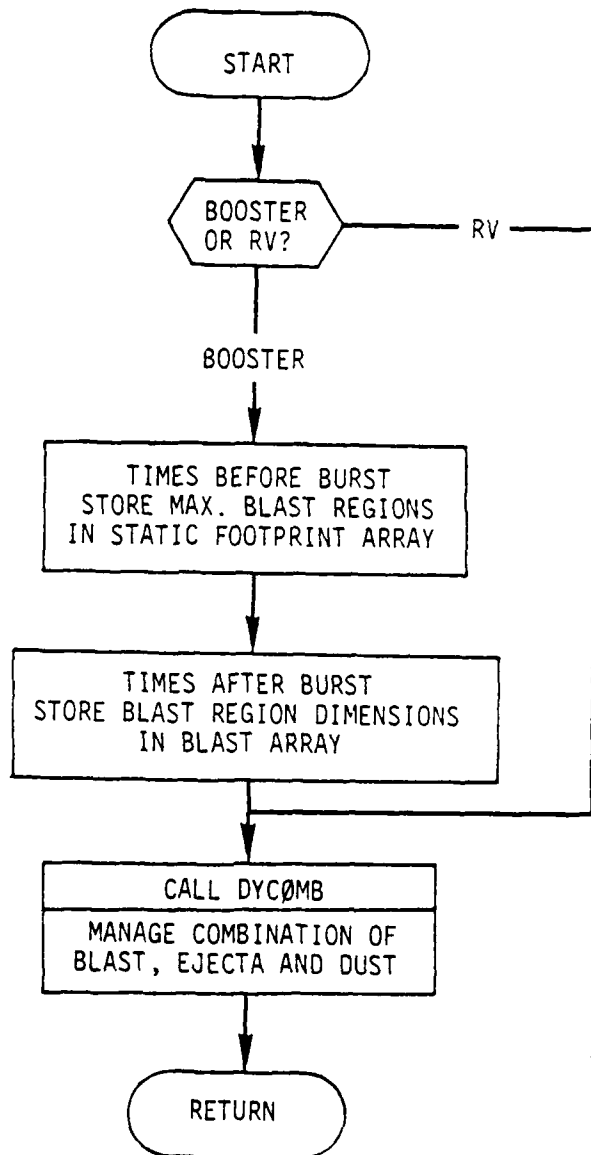 START
BOOSTER
OR RV?
RV
BOOSTER
TIMES BEFORE BURST
STORE MAX. BLAST REGIONS
IN STATIC FOOTPRINT ARRAY
TIMES AFTER BURST
STORE BLAST REGION DIMENSIONS
IN BLAST ARRAY
CALL DYCØMB
MANAGE COMBINATION OF
BLAST, EJECTA AND DUST
RETURN